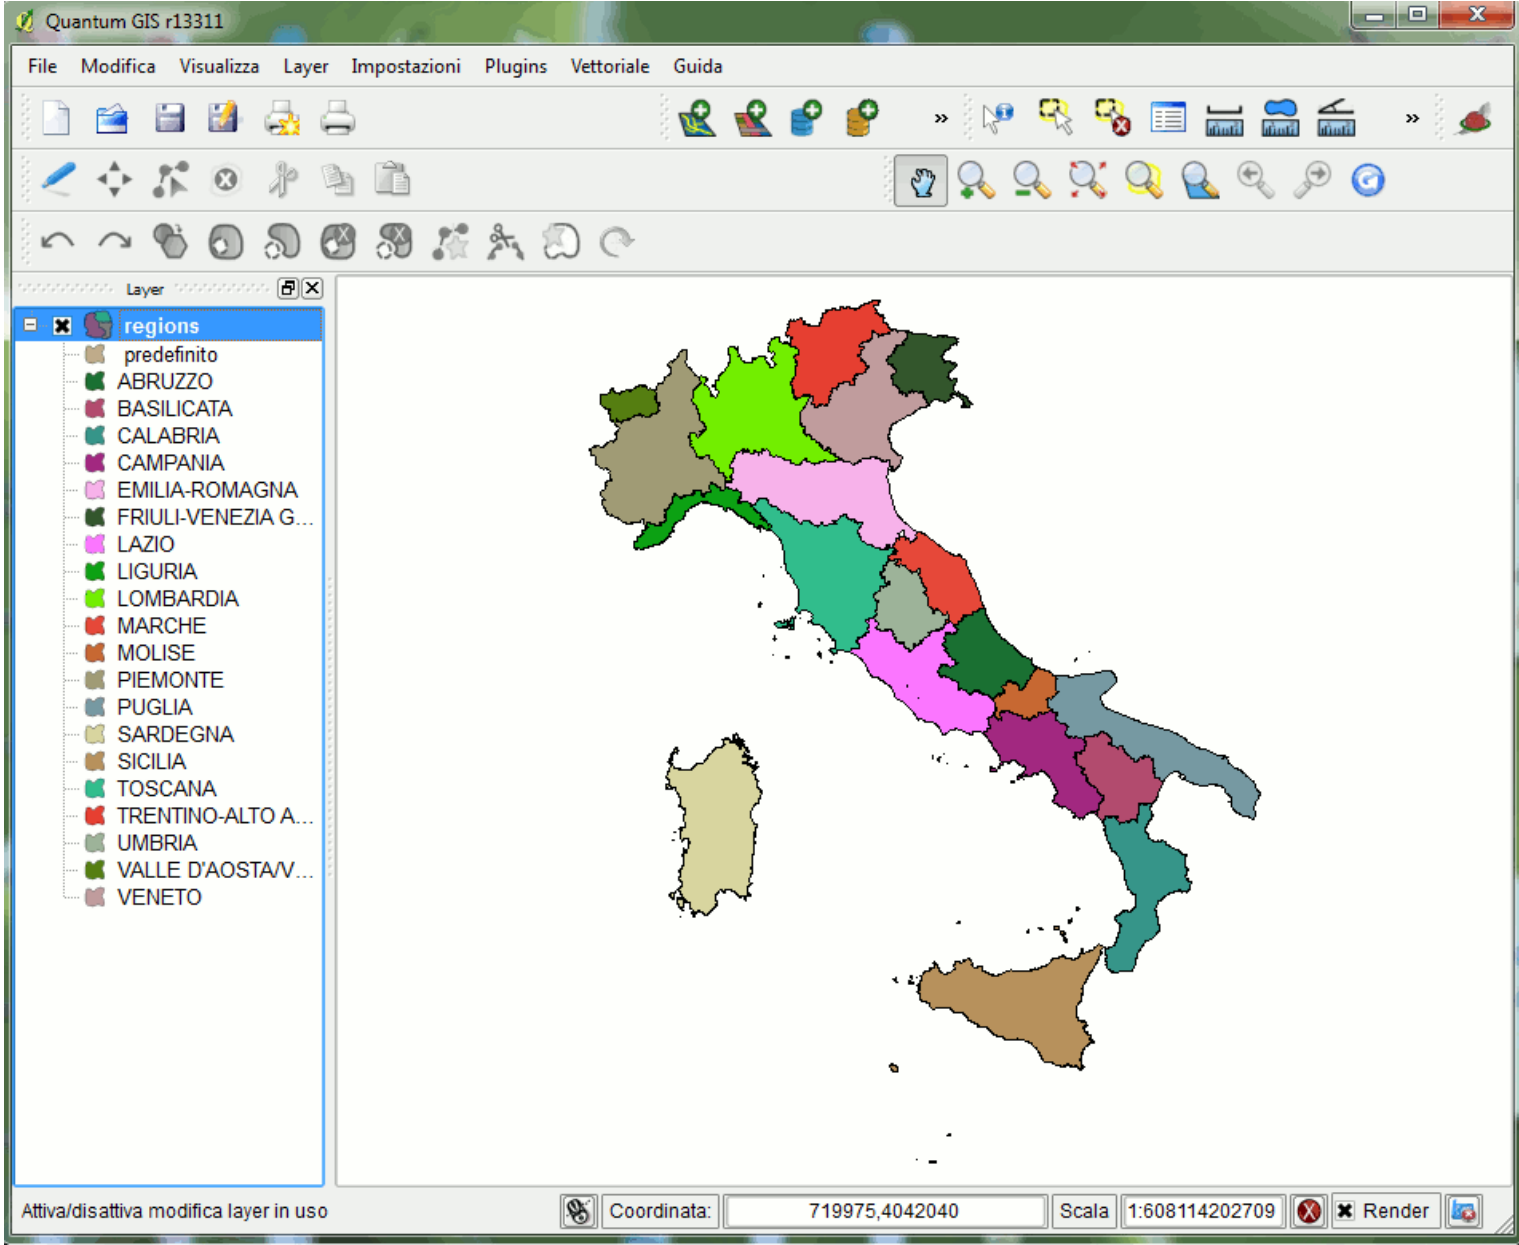 Quantum GIS r13311
File Modifica Visualizza Layer Impostazioni Plugins Vettoriale Guida
Layer
regions
predefinito
ABRUZZO
BASILICATA
CALABRIA
CAMPANIA
EMILIA-ROMAGNA
FRIULI-VENEZIA G...
LAZIO
LIGURIA
LOMBARDIA
MARCHE
MOLISE
PIEMONTE
PUGLIA
SARDEGNA
SICILIA
TOSCANA
TRENTINO-ALTO A...
UMBRIA
VALLE D'AOSTA/V...
VENETO
Attiva/disattiva modifica layer in uso Coordinata: 719975,4042040 Scala 1:608114202709 Render